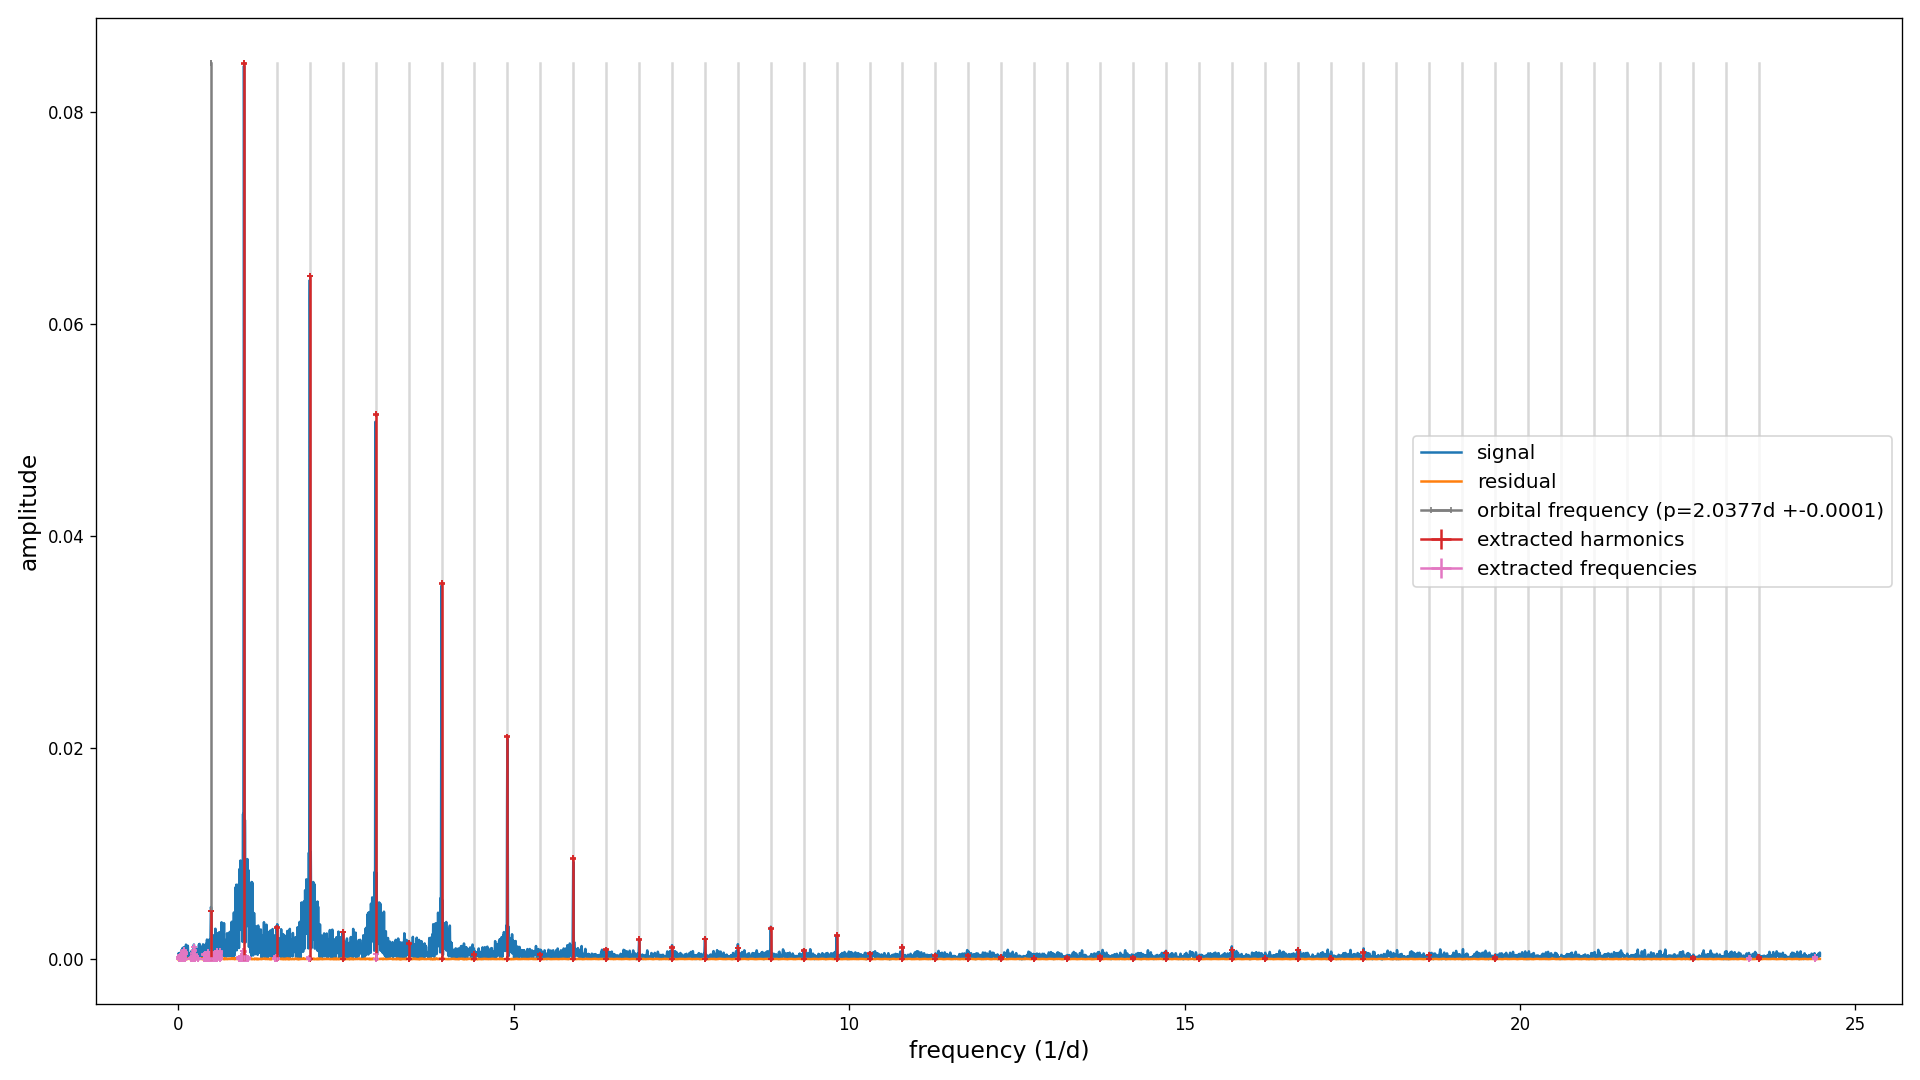 0.08
0.06
0.04
0.02
0.00
amplitude
signal
residual
orbital frequency (p=2.0377d +-0.0001)
extracted harmonics
extracted frequencies
0 5 10 15 20 25
frequency (1/d)